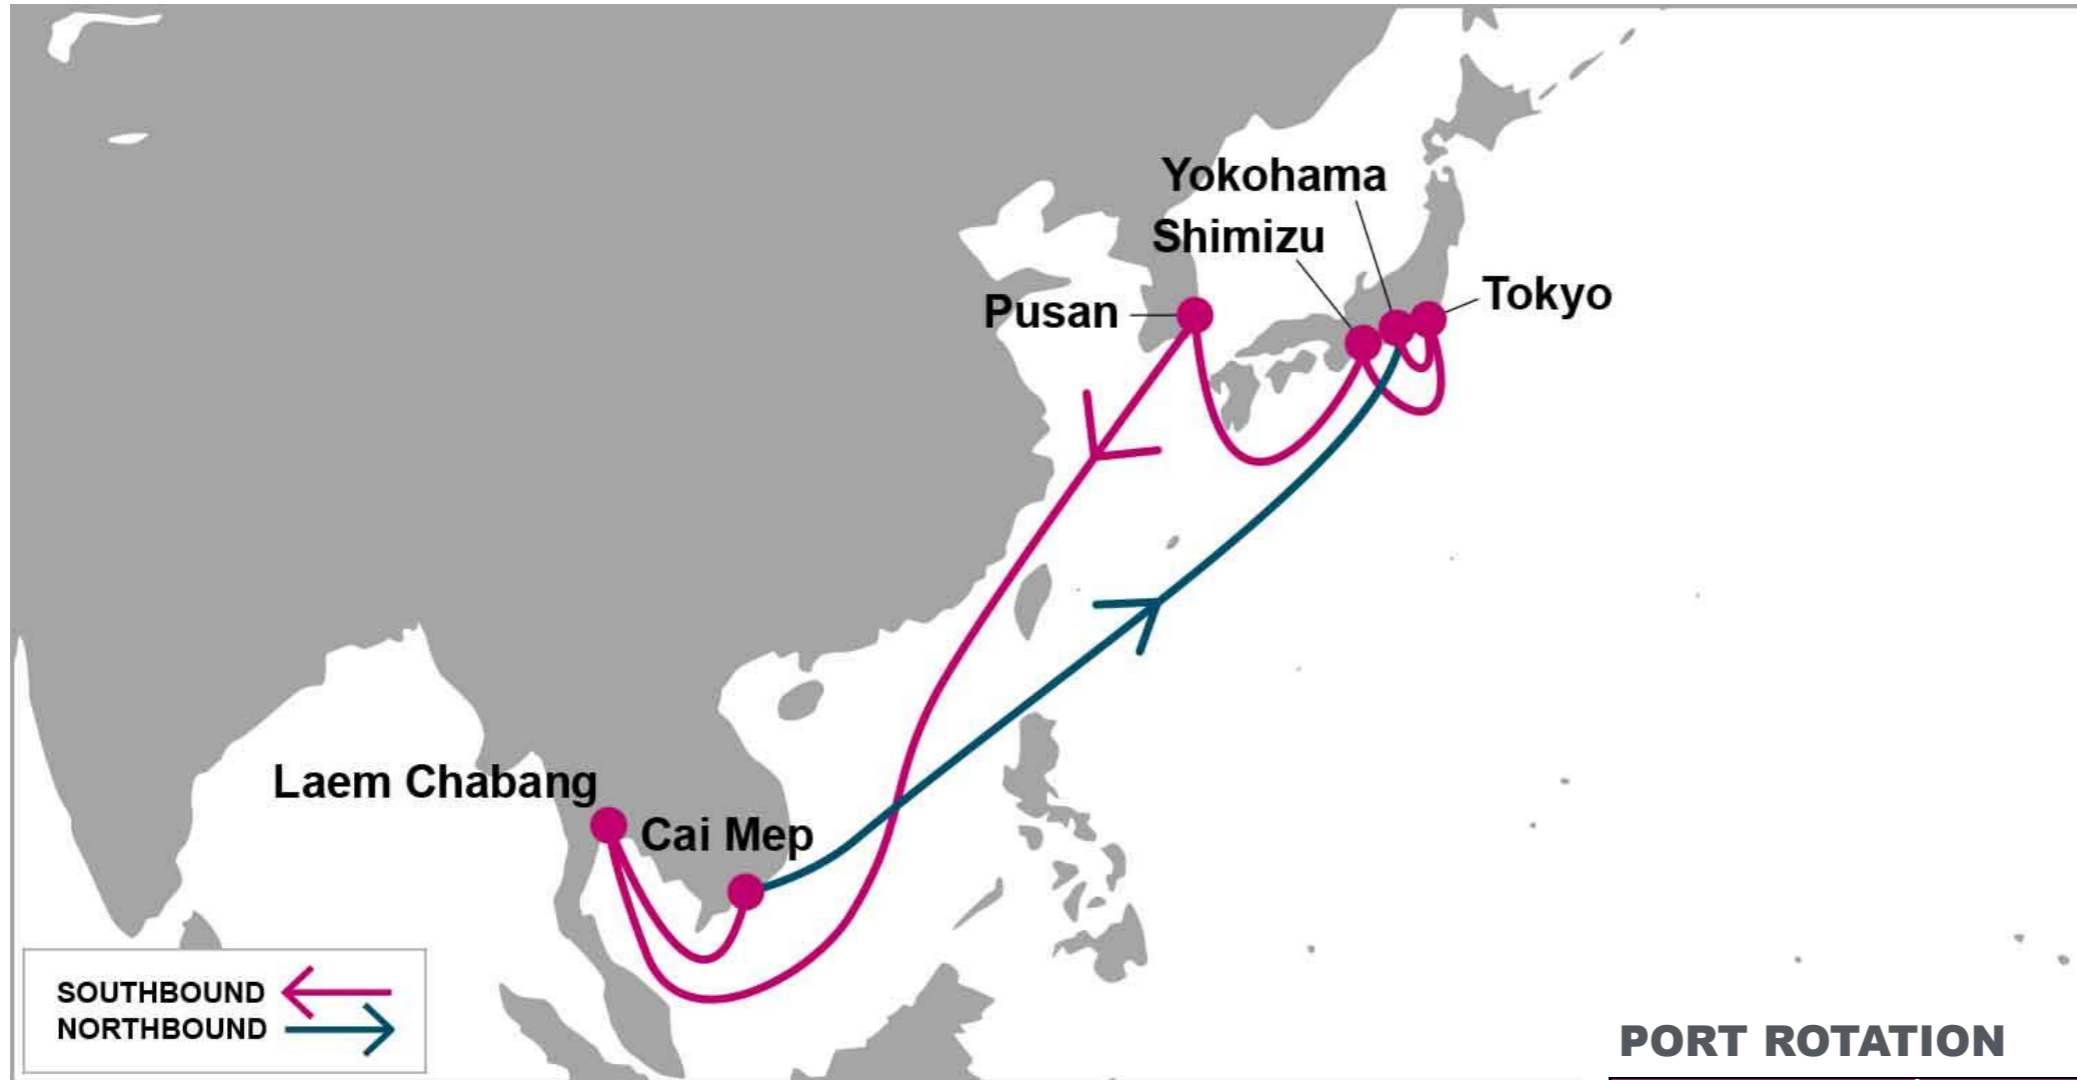 Yokohama
Shimizu
Tokyo
Pusan
Laem Chabang
Cai Mep
SOUTHBOUND
NORTHBOUND
PORT ROTATION